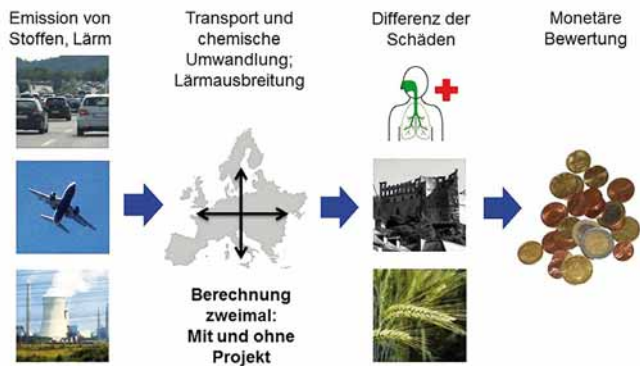 Emission von
Stoffen, Lärm
Transport und
chemische
Umwandlung;
Lärmausbreitung
Differenz der
Schäden
Monetäre
Bewertung
Berechnung
zweimal:
Mit und ohne
Projekt